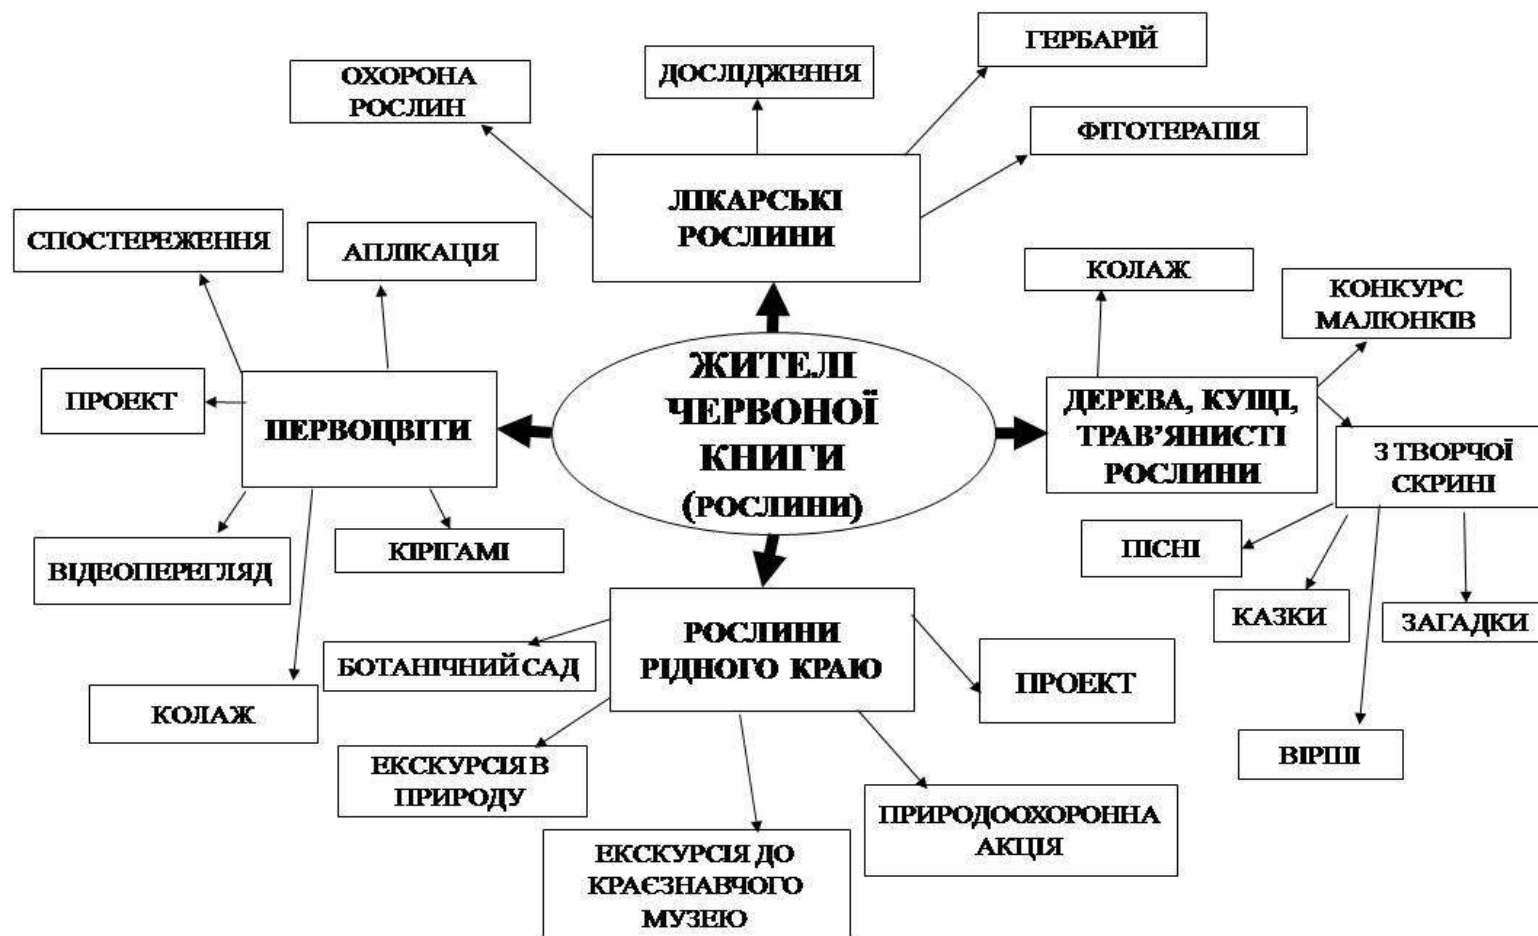 ГЕРБАРІЙ
ОХОРОНА
РОСЛИН
ДОСЛІДЖЕННЯ
ФІТОТЕРАПІЯ
ЛІКАРСЬКІ
РОСЛИНИ
СПОСТЕРЕЖЕННЯ
АПЛІКАЦІЯ
КОЛАЖ
КОНКУРС
МАЛЮНКІВ
ЖИТЕЛІ
ЧЕРВОНОЇ
КНИГИ
(РОСЛИНИ)
ПРОЕКТ
ПЕРВОЦВІТИ
ДЕРЕВА, КУЩІ,
ТРАВ’ЯНИСТІ
РОСЛИНИ
З ТВОРЧОЇ
СКРИНІ
ВІДЕОПЕРЕГЛЯД
КІРІГАМІ
ПІСНІ
КАЗКИ
ЗАГАДКИ
ВІРШІ
КОЛАЖ
РОСЛИНИ
РІДНОГО КРАЮ
БОТАНІЧНИЙ САД
ПРОЕКТ
ЕКСКУРСІЯ В
ПРИРОДУ
ПРИРОДООХОРОННА
АКЦІЯ
ЕКСКУРСІЯ ДО
КРАЄЗНАВЧОГО
МУЗЕЮ